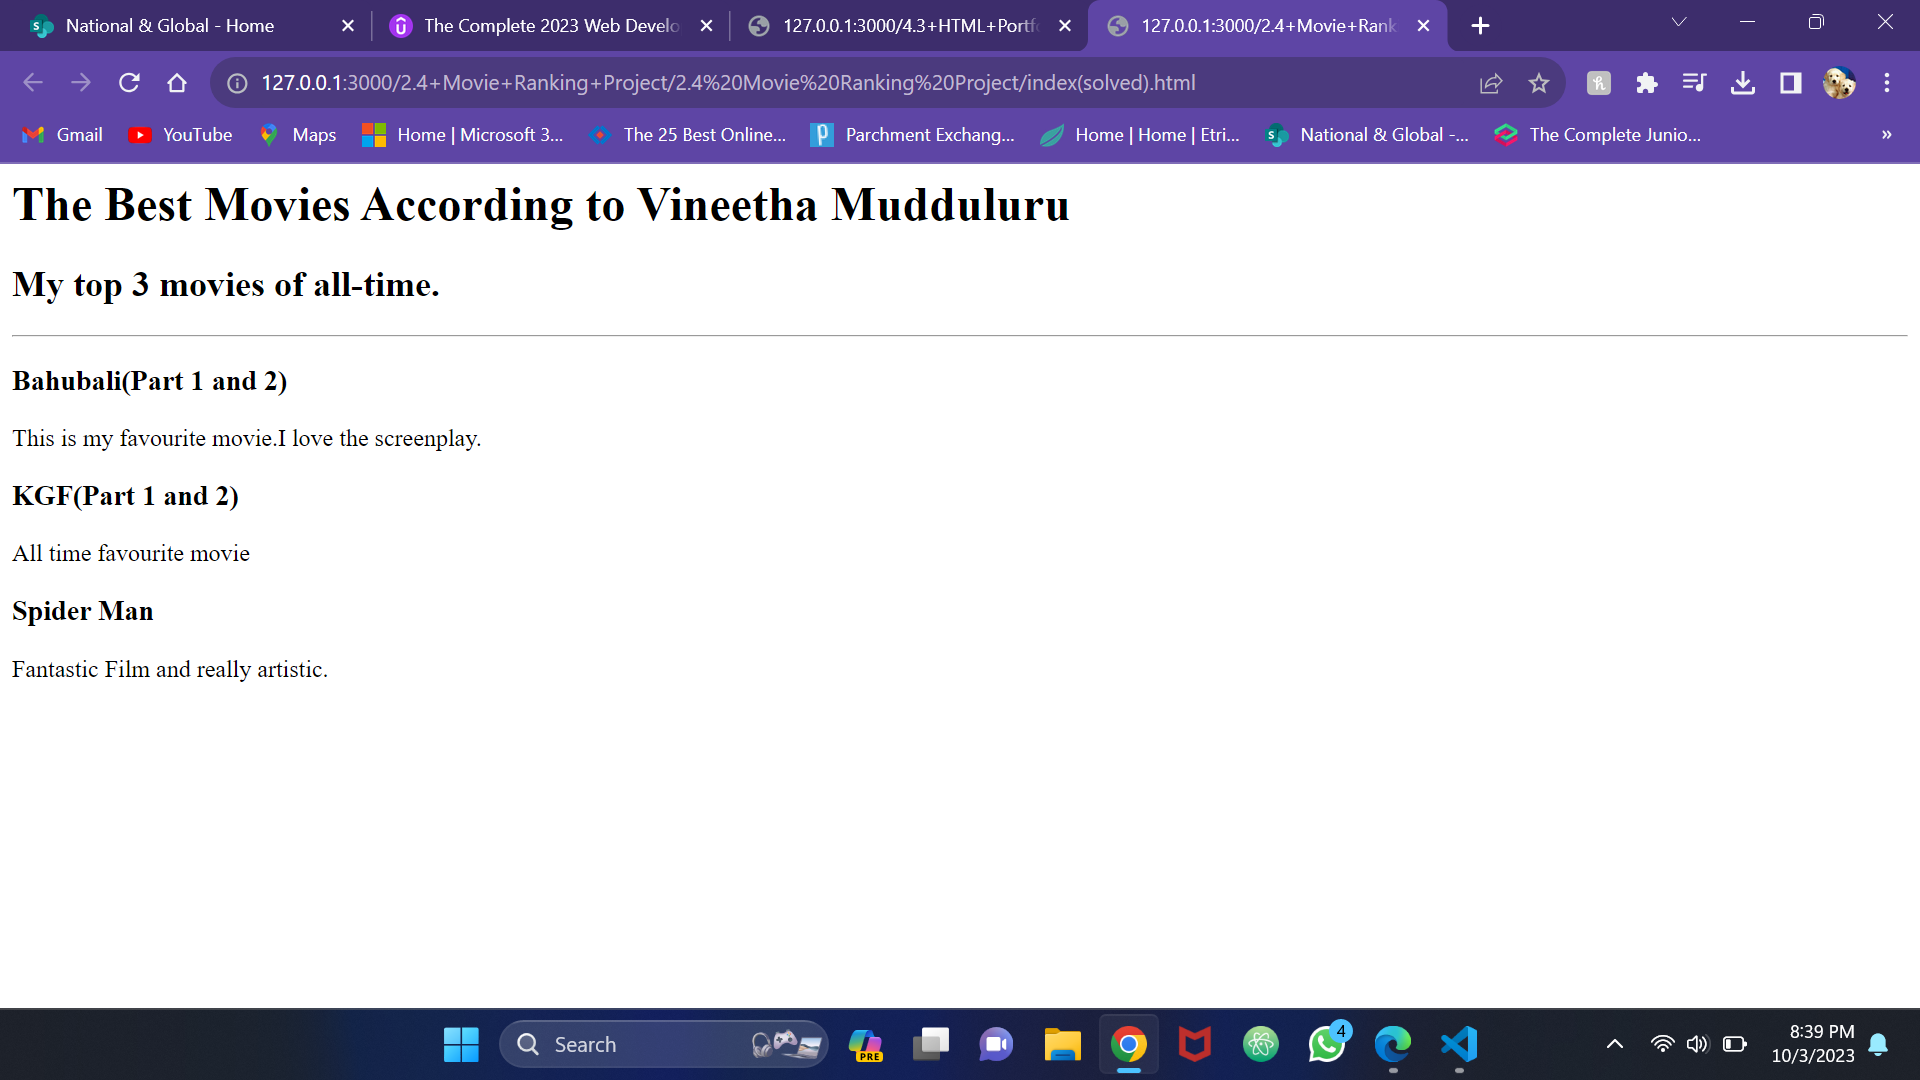 National & Global - Home
The Complete 2023 Web Develo
127.0.0.1:3000/4.3+HTML+Portf
127.0.0.1:3000/2.4+Movie+Rank
127.0.0.1:3000/2.4+Movie+Ranking+Project/2.4%20Movie%20Ranking%20Project/index(solved).html
Gmail
YouTube
Maps
Home | Microsoft 3...
The 25 Best Online...
Parchment Exchang...
Home | Home | Etri...
National & Global -...
The Complete Junio...
»
The Best Movies According to Vineetha Mudduluru
My top 3 movies of all-time.
Bahubali(Part 1 and 2)
This is my favourite movie.I love the screenplay.
KGF(Part 1 and 2)
All time favourite movie
Spider Man
Fantastic Film and really artistic.
Search
PRE
4
8:39 PM
10/3/2023